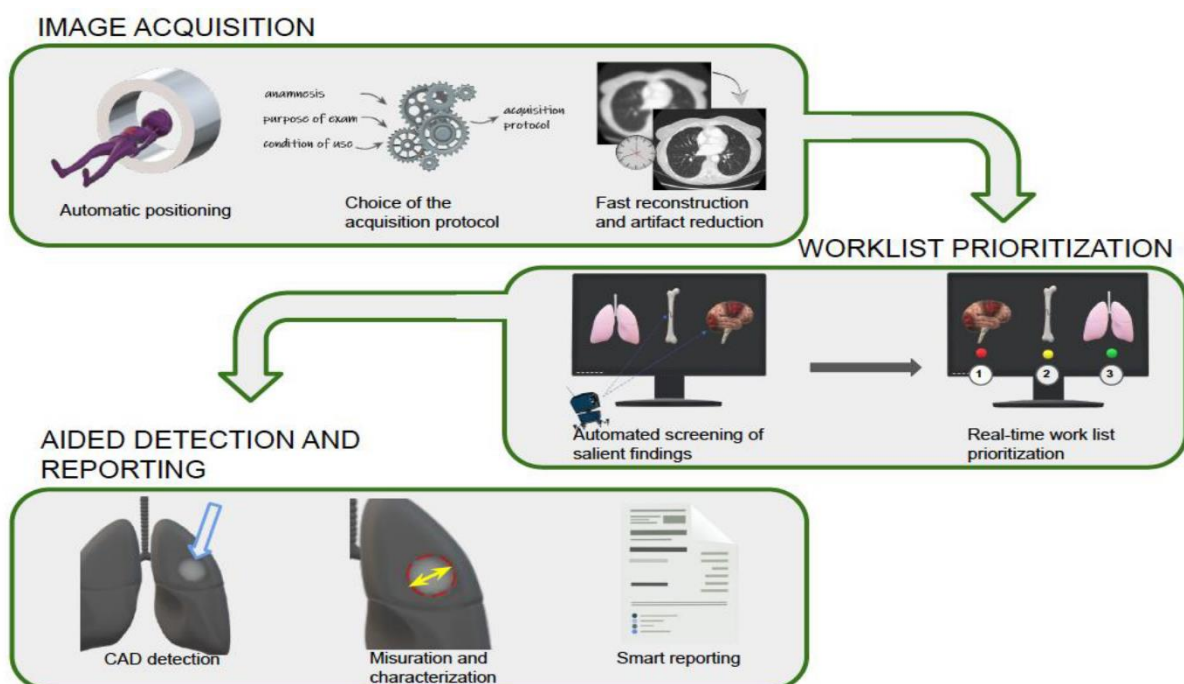 IMAGE ACQUISITION
anamnesis
purpose of exam
condition of use
acquisition
protocol
Automatic positioning
Choice of the
acquisition protocol
Fast reconstruction
and artifact reduction
WORKLIST PRIORITIZATION
1
2
3
Automated screening of
salient findings
Real-time work list
prioritization
AIDED DETECTION AND
REPORTING
CAD detection
Misuration and
characterization
Smart reporting